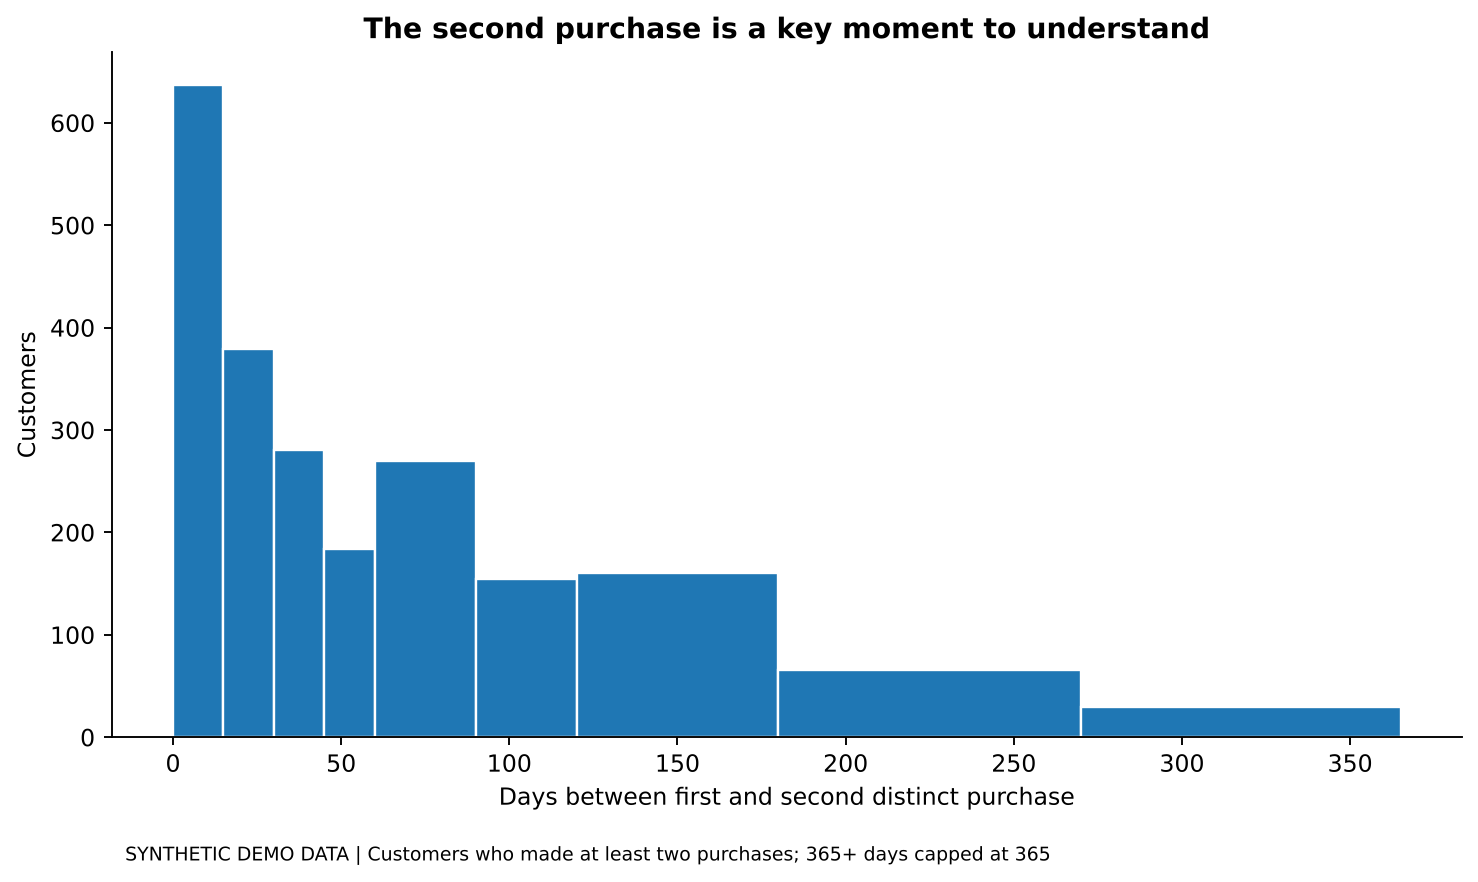 The second purchase is a key moment to understand
Customers
600
500
400
300
200
100
0
0 50 100 150 200 250 300 350
Days between first and second distinct purchase
SYNTHETIC DEMO DATA | Customers who made at least two purchases; 365+ days capped at 365